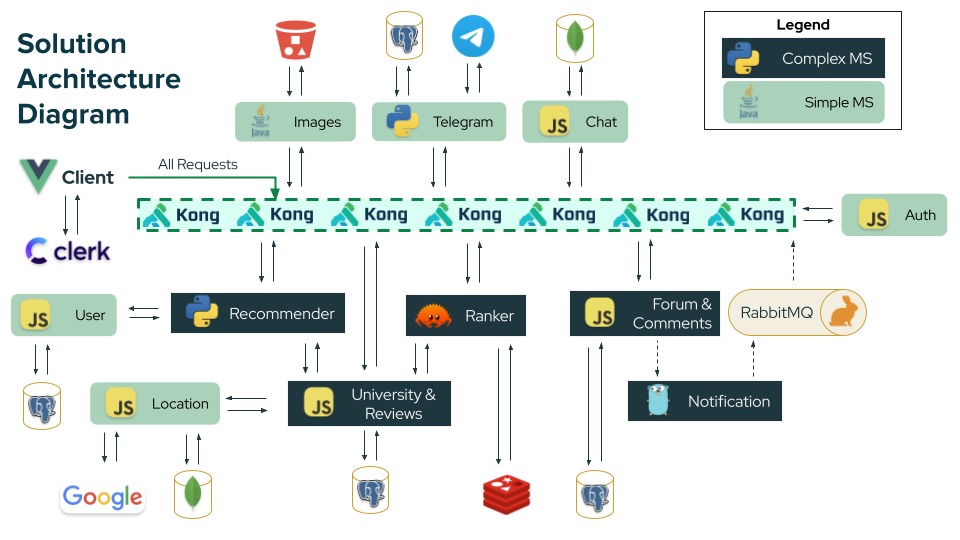 Solution
Architecture
Diagram
Legend
Complex MS
Java
Simple MS
Java
Images
Telegram
JS
Chat
Client
All Requests
clerk
Kong
Kong
Kong
Kong
Kong
Kong
Kong
JS
Auth
JS
User
Recommender
Ranker
JS
Forum &
Comments
RabbitMQ
JS
Location
JS
University &
Reviews
Notification
Google